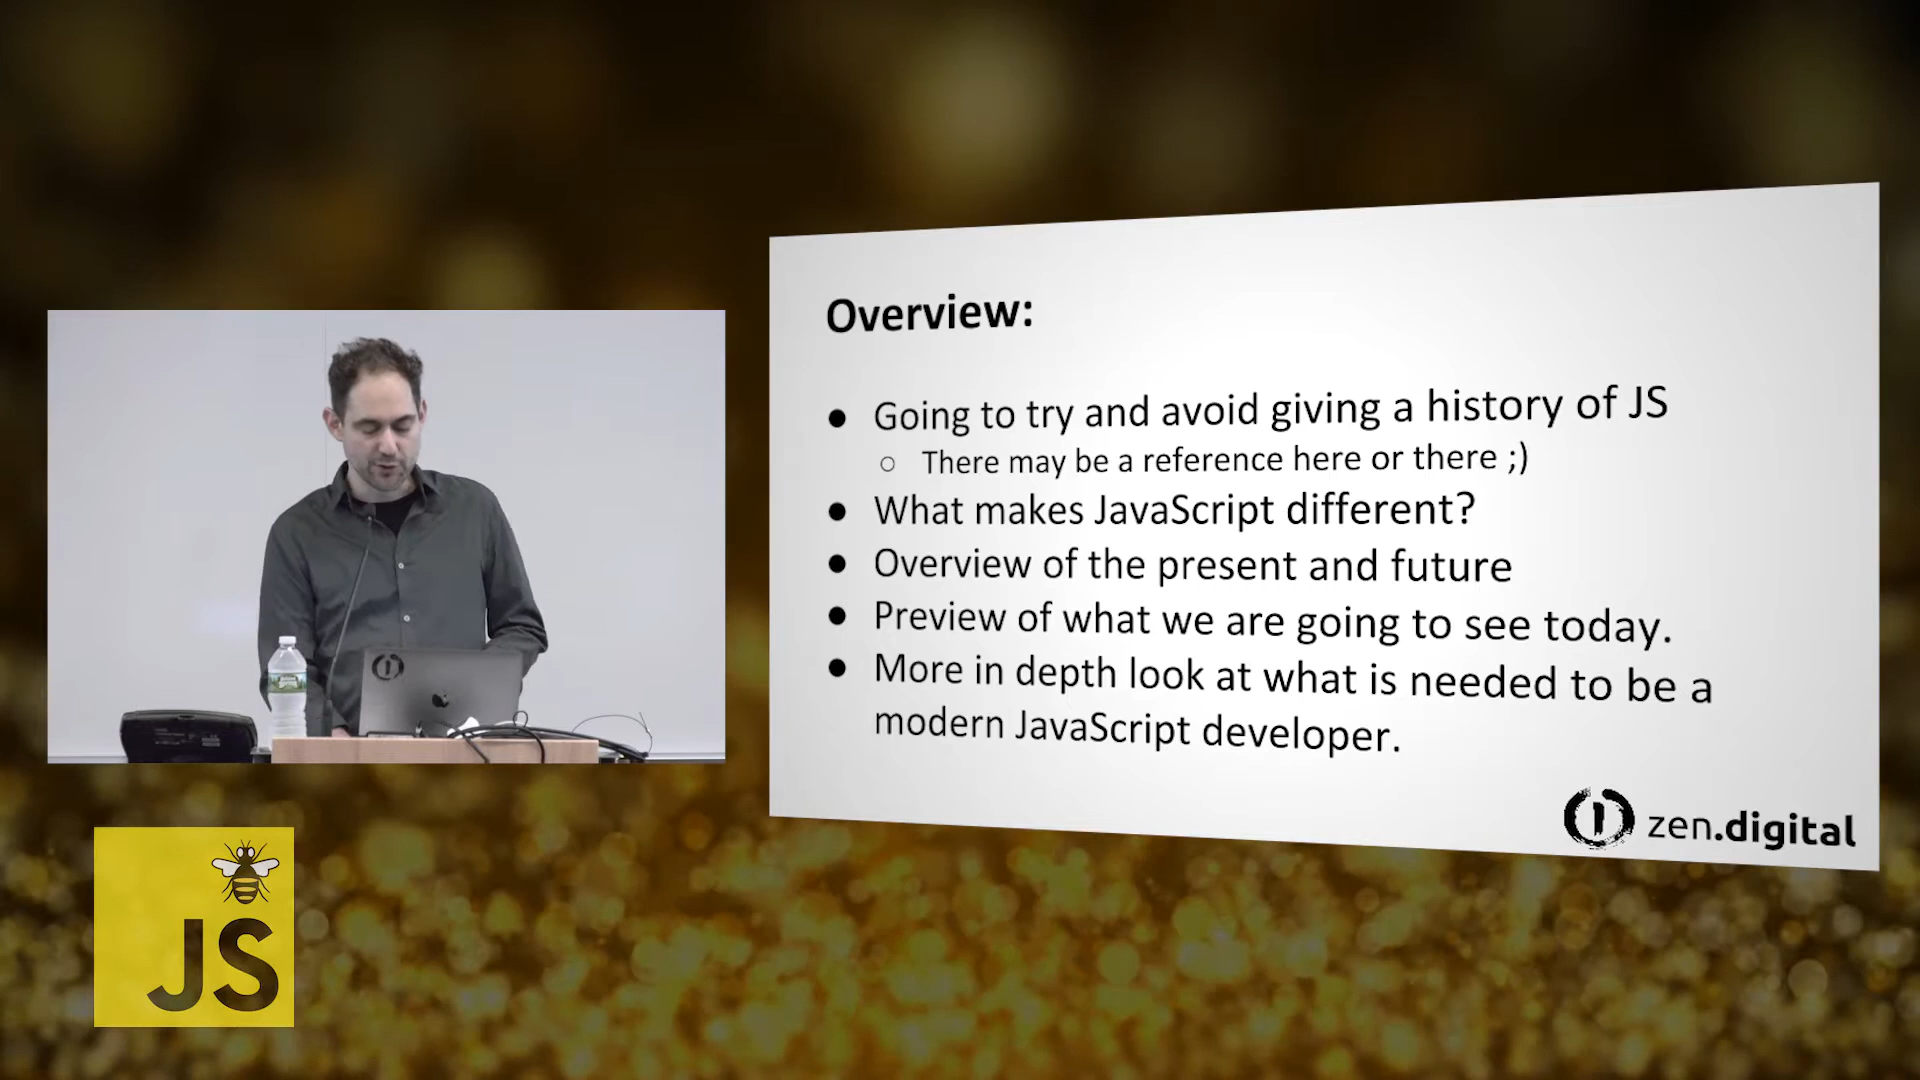 Overview:
● Going to try and avoid giving a history of JS
○ There may be a reference here or there ;)
● What makes JavaScript different?
● Overview of the present and future
● Preview of what we are going to see today.
● More in depth look at what is needed to be a
modern JavaScript developer.
zen.digital
JS